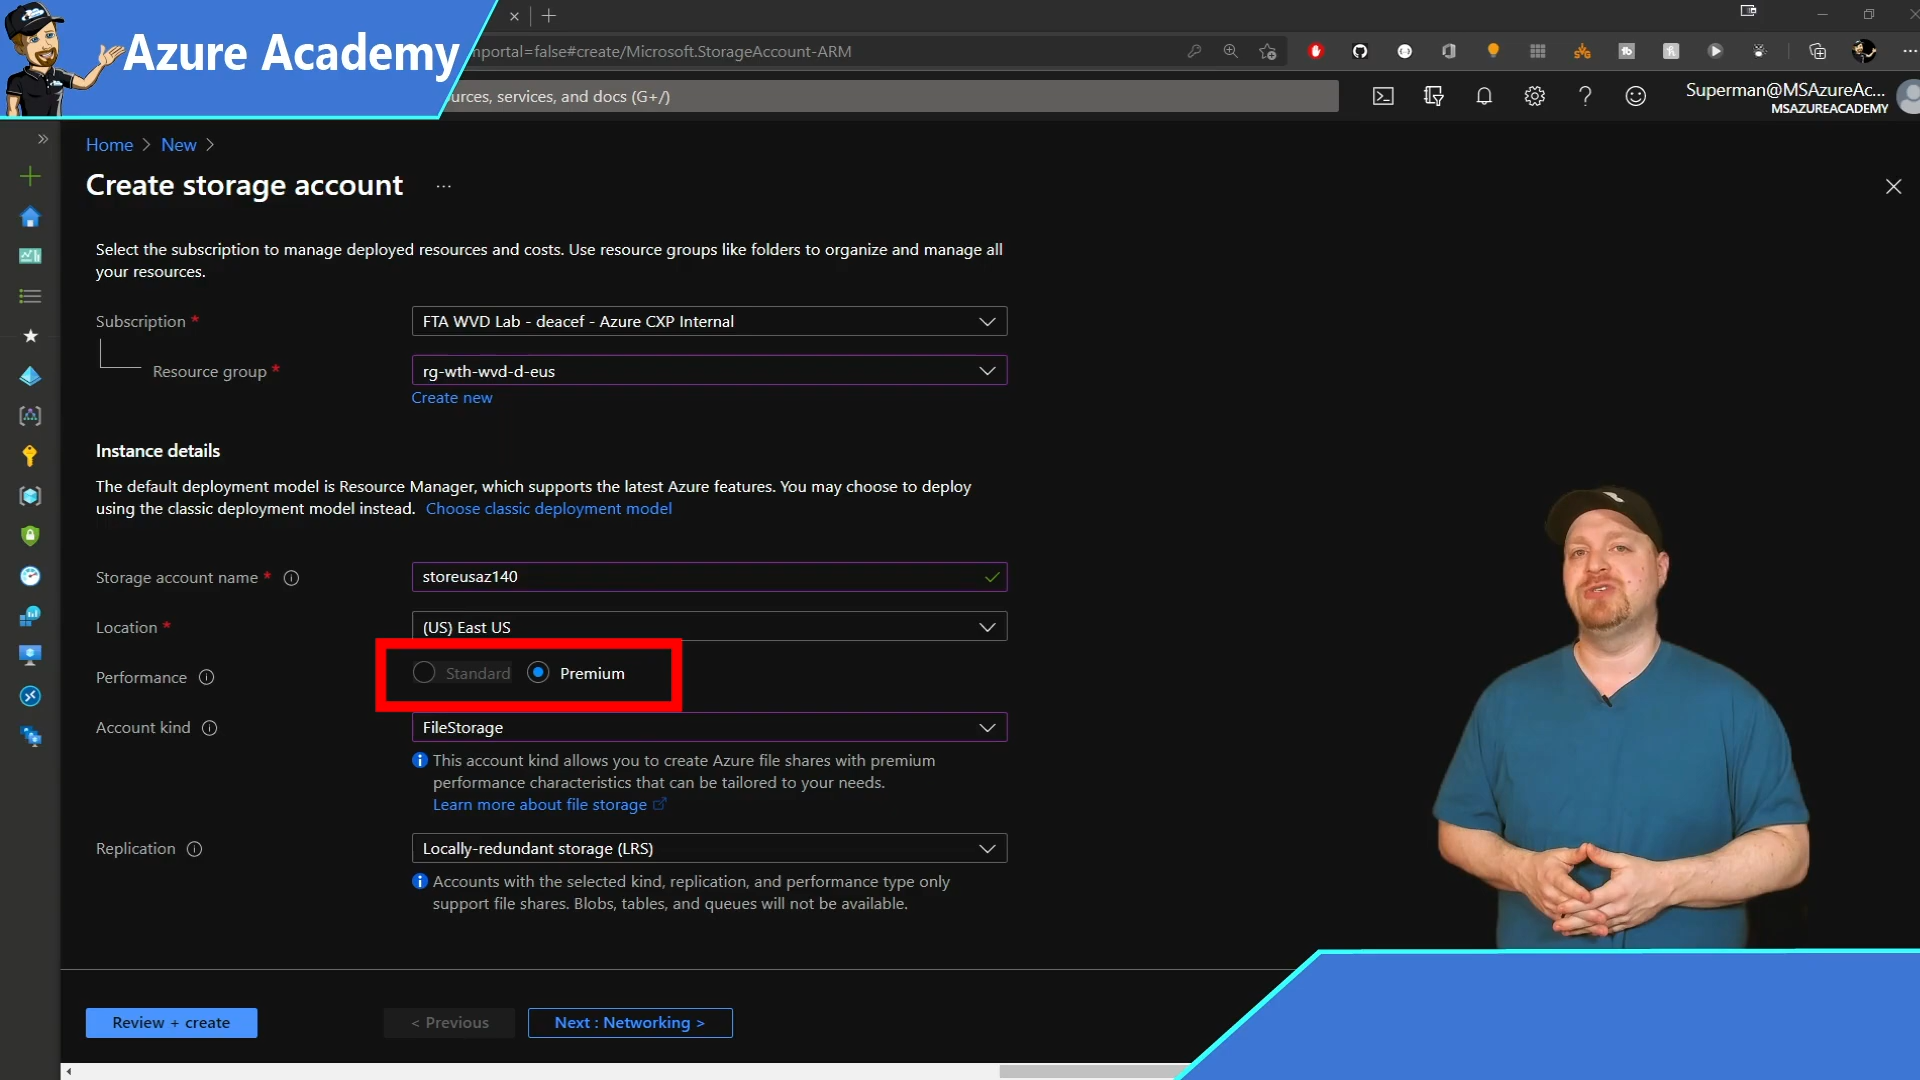 Azure Academy
nportal=false#create/Microsoft.StorageAccount-ARM
urces, services, and docs (G+/)
Superman@MSAzureAc...
MSAZUREACADEMY
Home > New >
Create storage account ...
Select the subscription to manage deployed resources and costs. Use resource groups like folders to organize and manage all
your resources.
Subscription *
FTA WVD Lab - deacef - Azure CXP Internal
Resource group *
rg-wth-wvd-d-eus
Create new
Instance details
The default deployment model is Resource Manager, which supports the latest Azure features. You may choose to deploy
using the classic deployment model instead. Choose classic deployment model
Storage account name *
storeusaz140
Location *
(US) East US
Performance
Standard
Premium
Account kind
FileStorage
This account kind allows you to create Azure file shares with premium
performance characteristics that can be tailored to your needs.
Learn more about file storage
Replication
Locally-redundant storage (LRS)
Accounts with the selected kind, replication, and performance type only
support file shares. Blobs, tables, and queues will not be available.
Review + create
< Previous
Next : Networking >